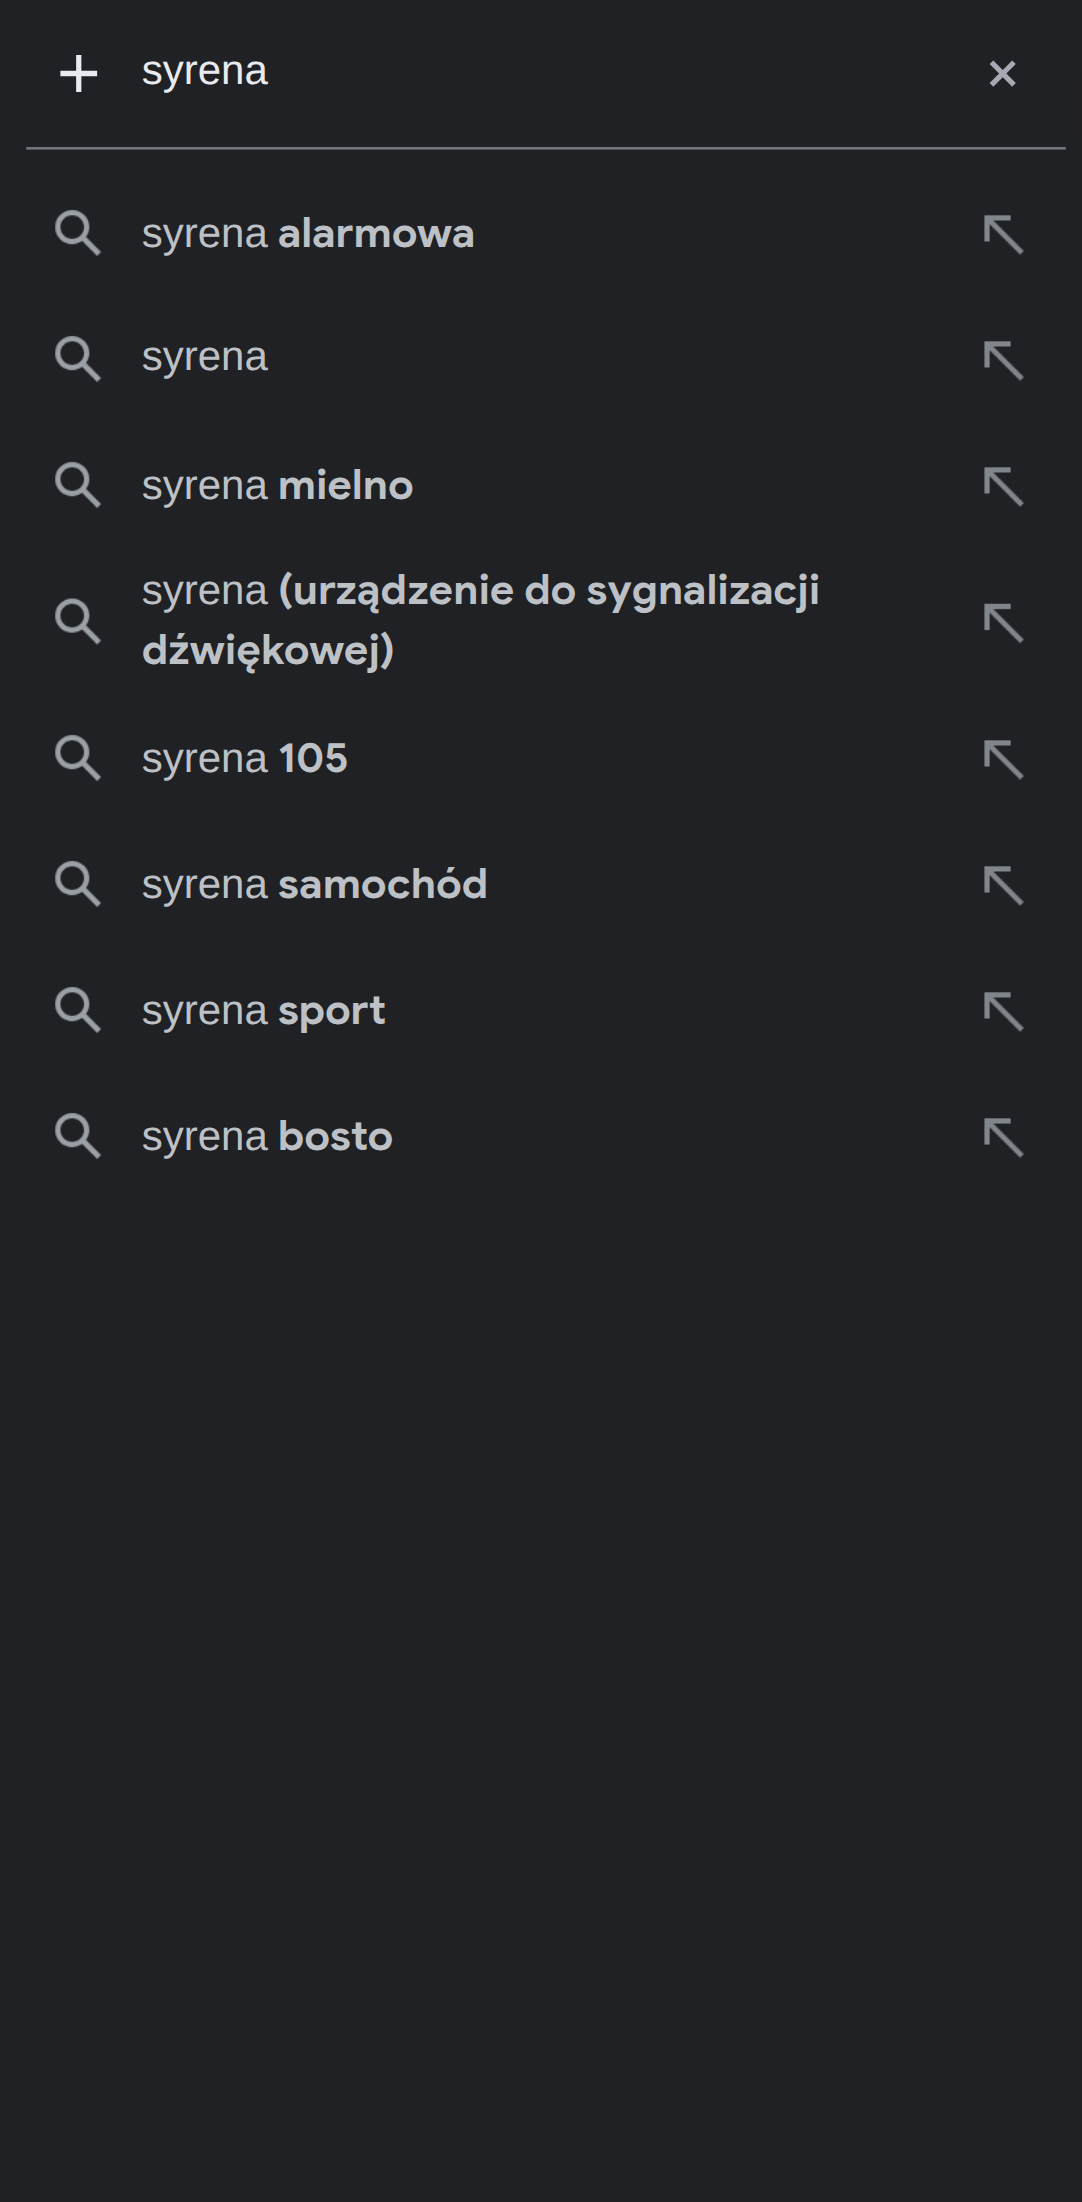 syrena
syrena alarmowa
syrena
syrena mielno
syrena (urządzenie do sygnalizacji
dźwiękowej)
syrena 105
syrena samochód
syrena sport
syrena bosto